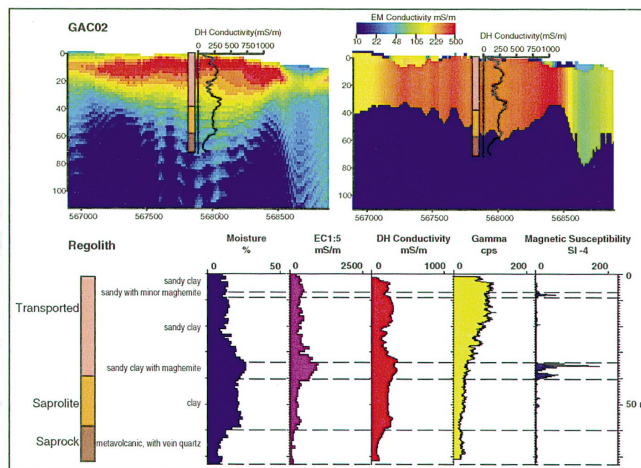 GAC02
DH Conductivity(mS/m)
0 250 500 1000
EM Conductivity mS/m
10 22 48 105 229 500
DH Conductivity(mS/m)
0 250 500 1000
0
20
40
60
80
100
567000 567500 568000 568500
0
20
40
60
80
100
567000 567500 568000 568500
Regolith
Moisture
%
EC1:5
mS/m
DH Conductivity
mS/m
Gamma
cps
Magnetic Susceptibility
SI -4
0 50
0 2500
0 1000
0 200
0 200
Transported
Saprolite
Saprock
sandy clay
sandy with minor maghemite
sandy clay
sandy clay with maghemite
clay
metavolcanic, with vein quartz
0
50 m